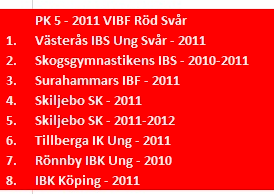 PK 5 - 2011 VIBF Röd Svår
1. Västerås IBS Ung Svår - 2011
2. Skogsgymnastikens IBS - 2010-2011
3. Surahammars IBF - 2011
4. Skiljebo SK - 2011
5. Skiljebo SK - 2011-2012
6. Tillberga IK Ung - 2011
7. Rönnby IBK Ung - 2010
8. IBK Köping - 2011